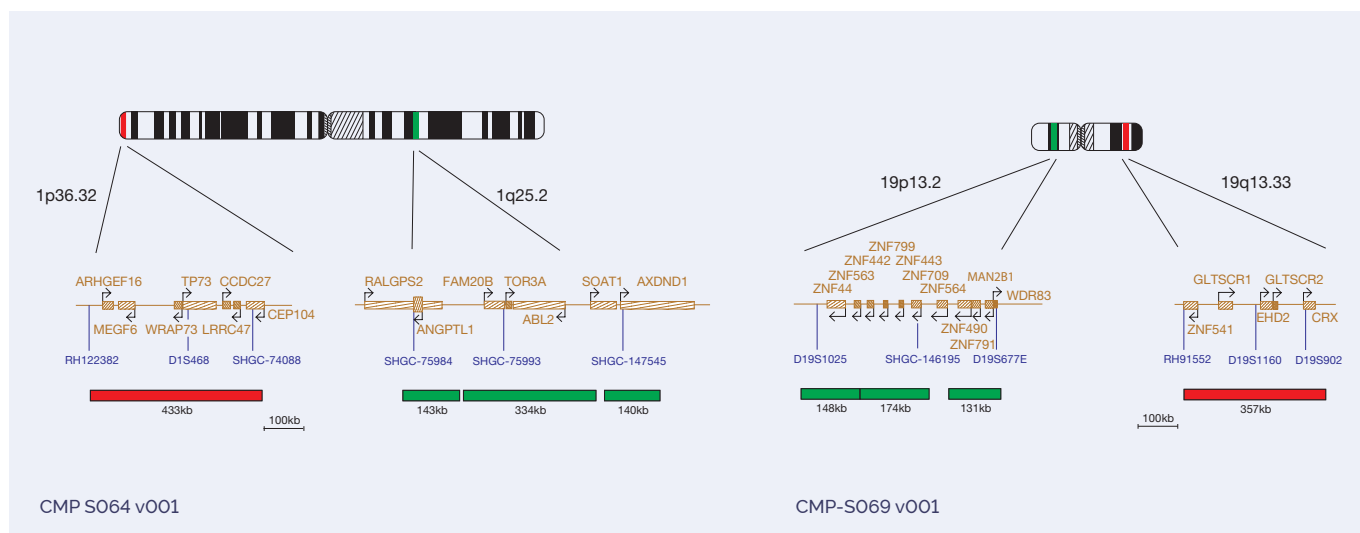 1p36.32
1q25.2
ARHGEF16 TP73 CCDC27
MEGF6 WRAP73 LRRC47 CEP104
RH122382 D1S468 SHGC-74088
433kb
100kb
RALGPS2 FAM20B TOR3A SOAT1 AXDND1
ANGPTL1 ABL2
SHGC-75984 SHGC-75993 SHGC-147545
143kb 334kb 140kb
CMP S064 v001
19p13.2
19q13.33
ZNF799
ZNF442 ZNF443
ZNF563 ZNF709 MAN2B1
ZNF44 ZNF564 WDR83
ZNF490
ZNF791
D19S1025 SHGC-146195 D19S677E
148kb 174kb 131kb
GLTSCR1 GLTSCR2
ZNF541 EHD2 CRX
RH91552 D19S1160 D19S902
100kb
357kb
CMP-S069 v001